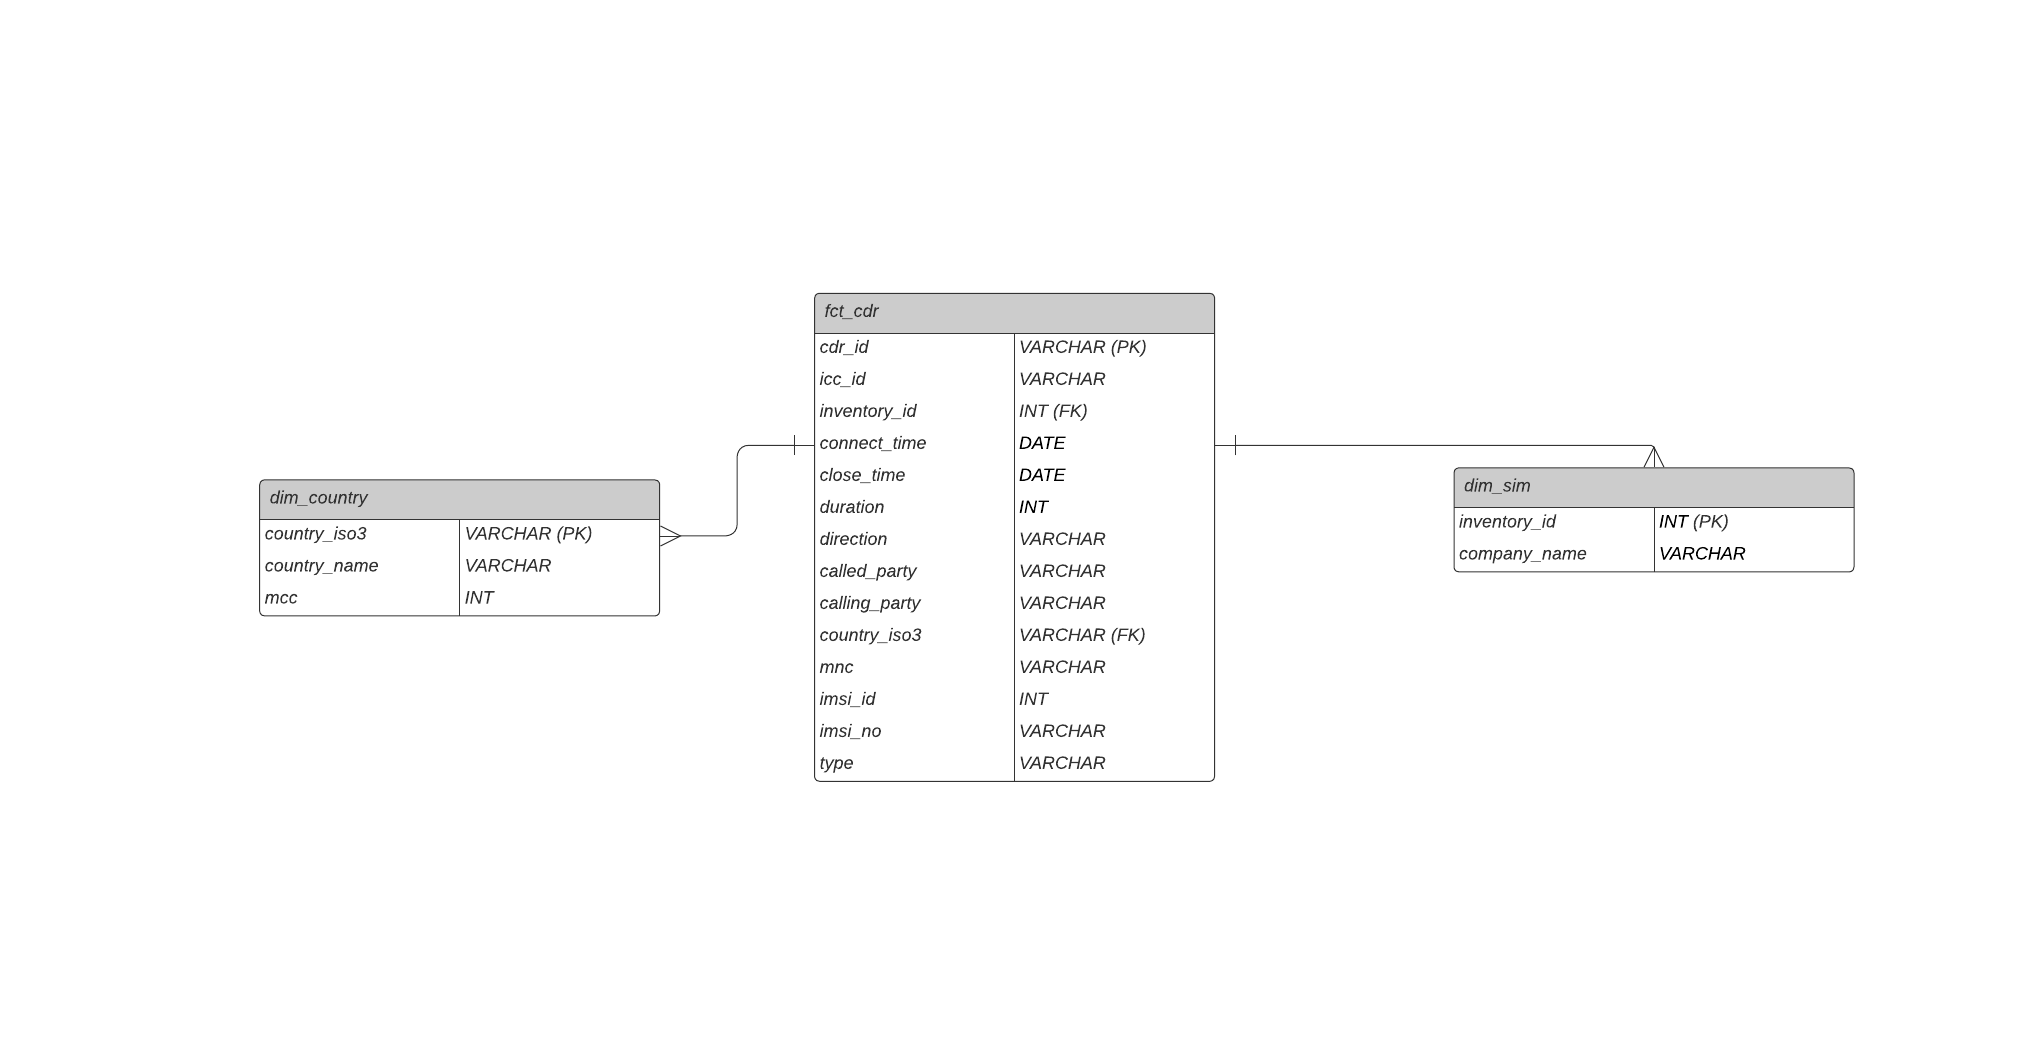 fct_cdr
cdr_id VARCHAR (PK)
icc_id VARCHAR
inventory_id INT (FK)
connect_time DATE
close_time DATE
duration INT
direction VARCHAR
called_party VARCHAR
calling_party VARCHAR
country_iso3 VARCHAR (FK)
mnc VARCHAR
imsi_id INT
imsi_no VARCHAR
type VARCHAR
dim_country
country_iso3 VARCHAR (PK)
country_name VARCHAR
mcc INT
dim_sim
inventory_id INT (PK)
company_name VARCHAR